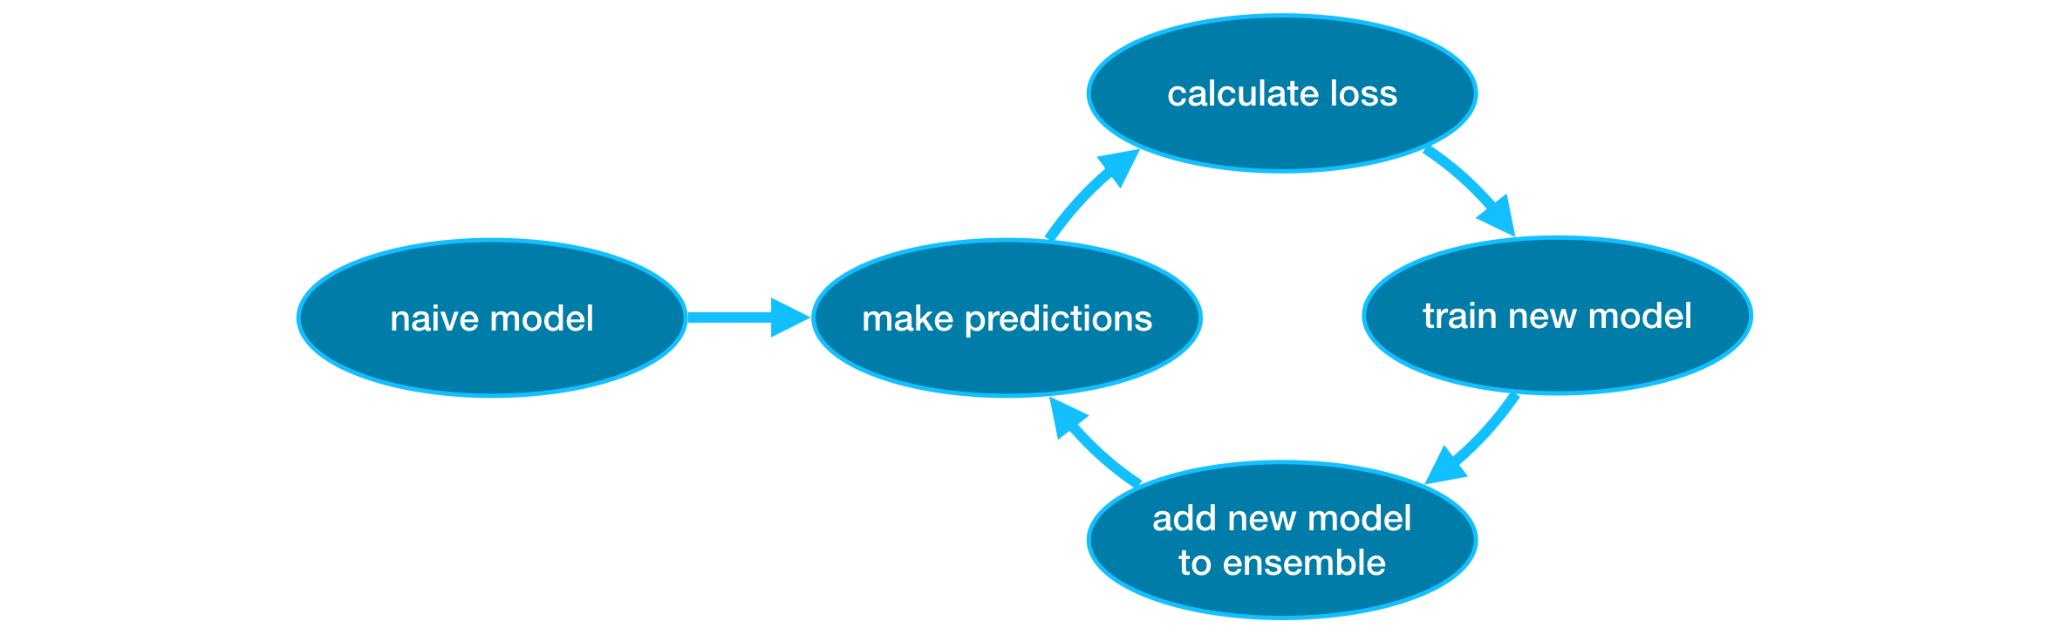 calculate loss
naive model
make predictions
train new model
add new model
to ensemble